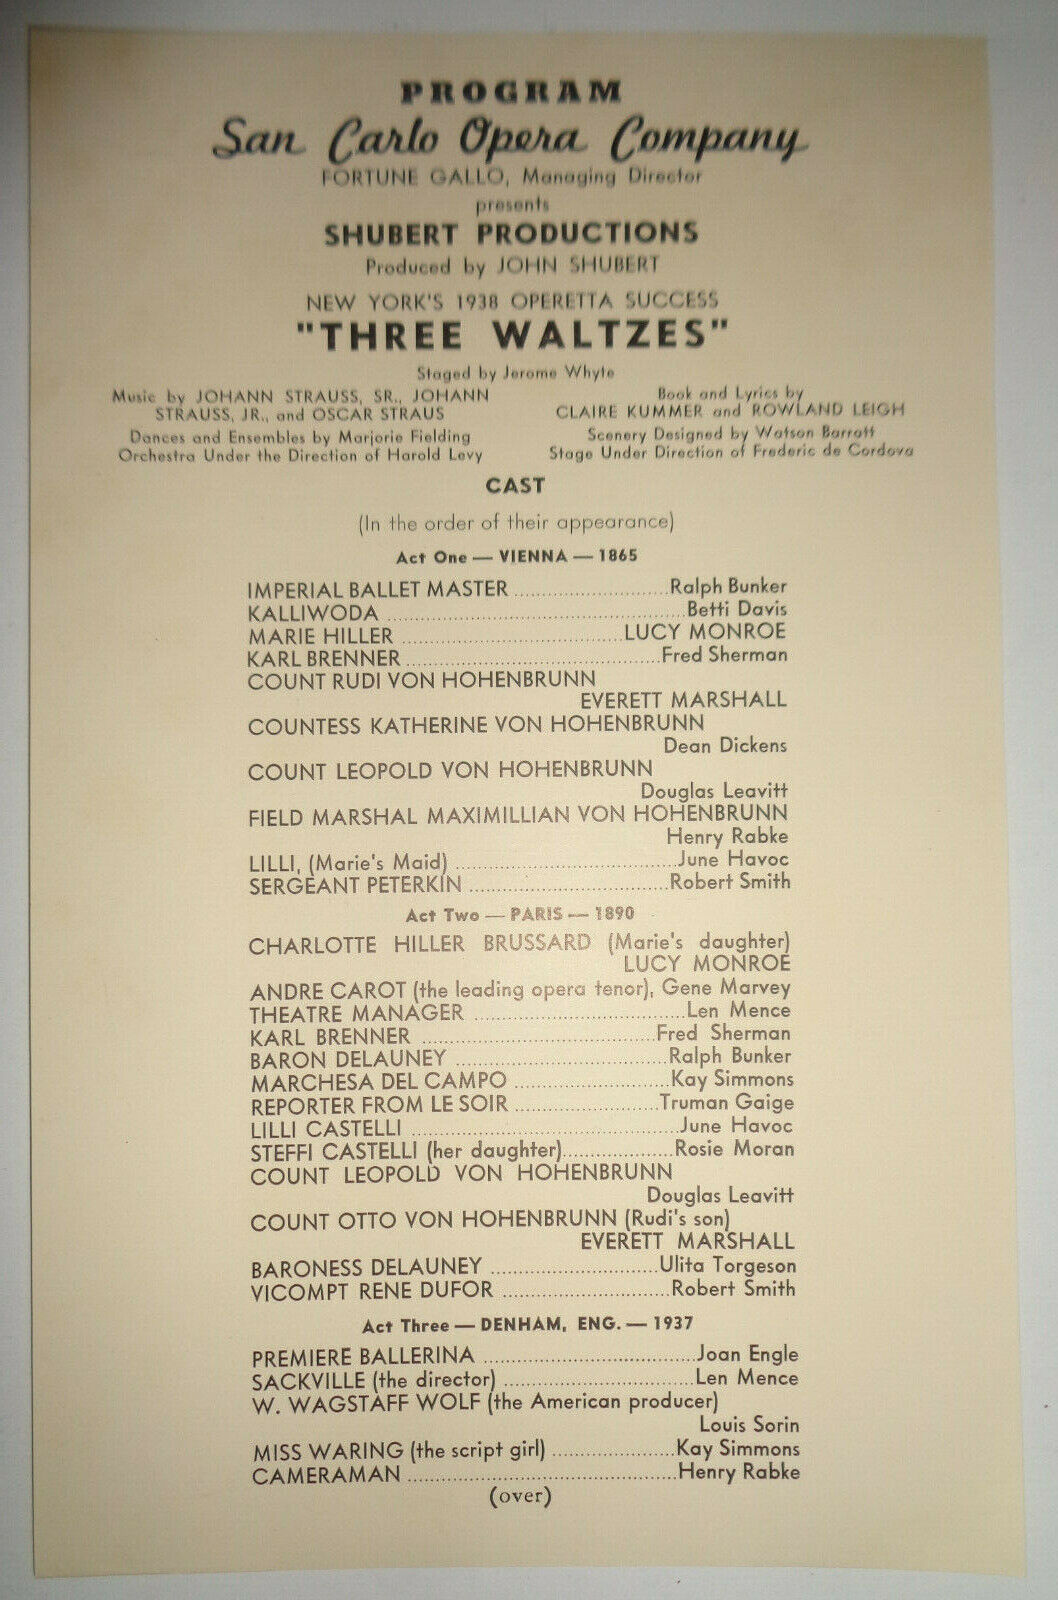 PROGRAM
San Carlo Opera Company
FORTUNE GALLO, Managing Director
presents
SHUBERT PRODUCTIONS
Produced by JOHN SHUBERT
NEW YORK'S 1938 OPERETTA SUCCESS
"THREE WALTZES"
Staged by Jerome Whyte
Music by JOHANN STRAUSS, SR., JOHANN
STRAUSS, JR., and OSCAR STRAUS
Dances and Ensembles by Marjorie Fielding
Orchestra Under the Direction of Harold Levy
Book and Lyrics by
CLAIRE KUMMER and ROWLAND LEIGH
Scenery Designed by Watson Barratt
Stage Under Direction of Frederic de Cordova
CAST
(In the order of their appearance)
Act One — VIENNA — 1865
IMPERIAL BALLET MASTER ............................Ralph Bunker
KALLIWODA ......................................................Betti Davis
MARIE HILLER ........................................LUCY MONROE
KARL BRENNER ..............................................Fred Sherman
COUNT RUDI VON HOHENBRUNN
EVERETT MARSHALL
COUNTESS KATHERINE VON HOHENBRUNN
Dean Dickens
COUNT LEOPOLD VON HOHENBRUNN
Douglas Leavitt
FIELD MARSHAL MAXIMILLIAN VON HOHENBRUNN
Henry Rabke
LILLI, (Marie's Maid) ........................................June Havoc
SERGEANT PETERKIN ....................................Robert Smith
Act Two — PARIS — 1890
CHARLOTTE HILLER BRUSSARD (Marie's daughter)
LUCY MONROE
ANDRE CAROT (the leading opera tenor), Gene Marvey
THEATRE MANAGER ......................................Len Mence
KARL BRENNER ..........................................Fred Sherman
BARON DELAUNEY ......................................Ralph Bunker
MARCHESA DEL CAMPO ............................Kay Simmons
REPORTER FROM LE SOIR ..........................Truman Gaige
LILLI CASTELLI ................................................June Havoc
STEFFI CASTELLI (her daughter)....................Rosie Moran
COUNT LEOPOLD VON HOHENBRUNN
Douglas Leavitt
COUNT OTTO VON HOHENBRUNN (Rudi's son)
EVERETT MARSHALL
BARONESS DELAUNEY ..............................Ulita Torgeson
VICOMPT RENE DUFOR ..............................Robert Smith
Act Three — DENHAM, ENG. — 1937
PREMIERE BALLERINA ......................................Joan Engle
SACKVILLE (the director) ....................................Len Mence
W. WAGSTAFF WOLF (the American producer)
Louis Sorin
MISS WARING (the script girl) ......................Kay Simmons
CAMERAMAN ................................................Henry Rabke
(over)